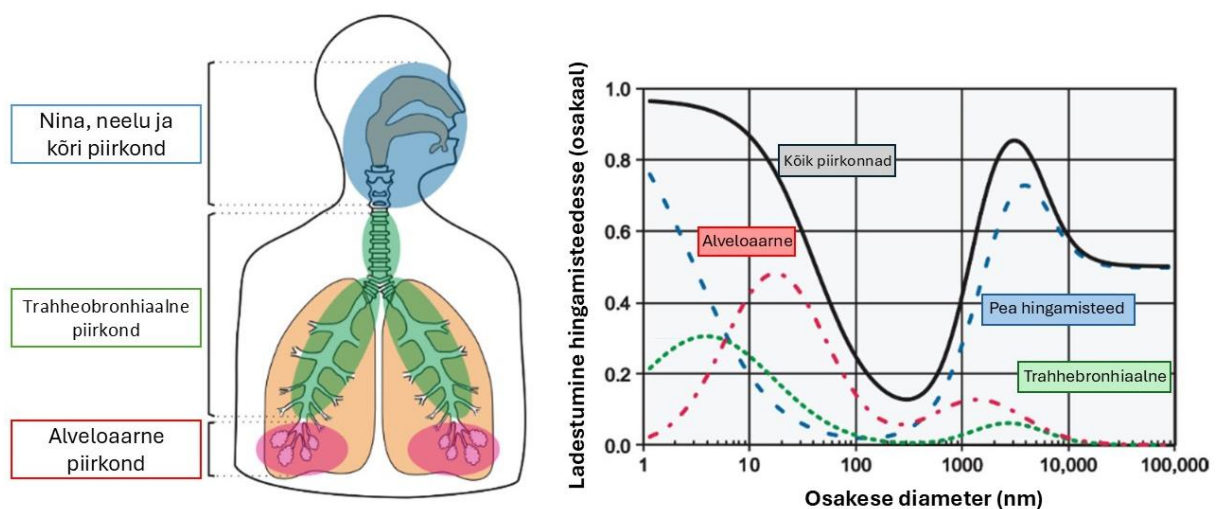 Nina, neelu ja
kõri piirkond
Trahheobronhiaalne
piirkond
Alveloaarne
piirkond
Ladestumine hingamisteedesse (osakaal)
1.0
0.8
0.6
0.4
0.2
0.0
Kõik piirkonnad
Alveloaarne
Pea hingamisteed
Trahhebronhiaalne
1 10 100 1000 10,000 100,000
Osakese diameter (nm)